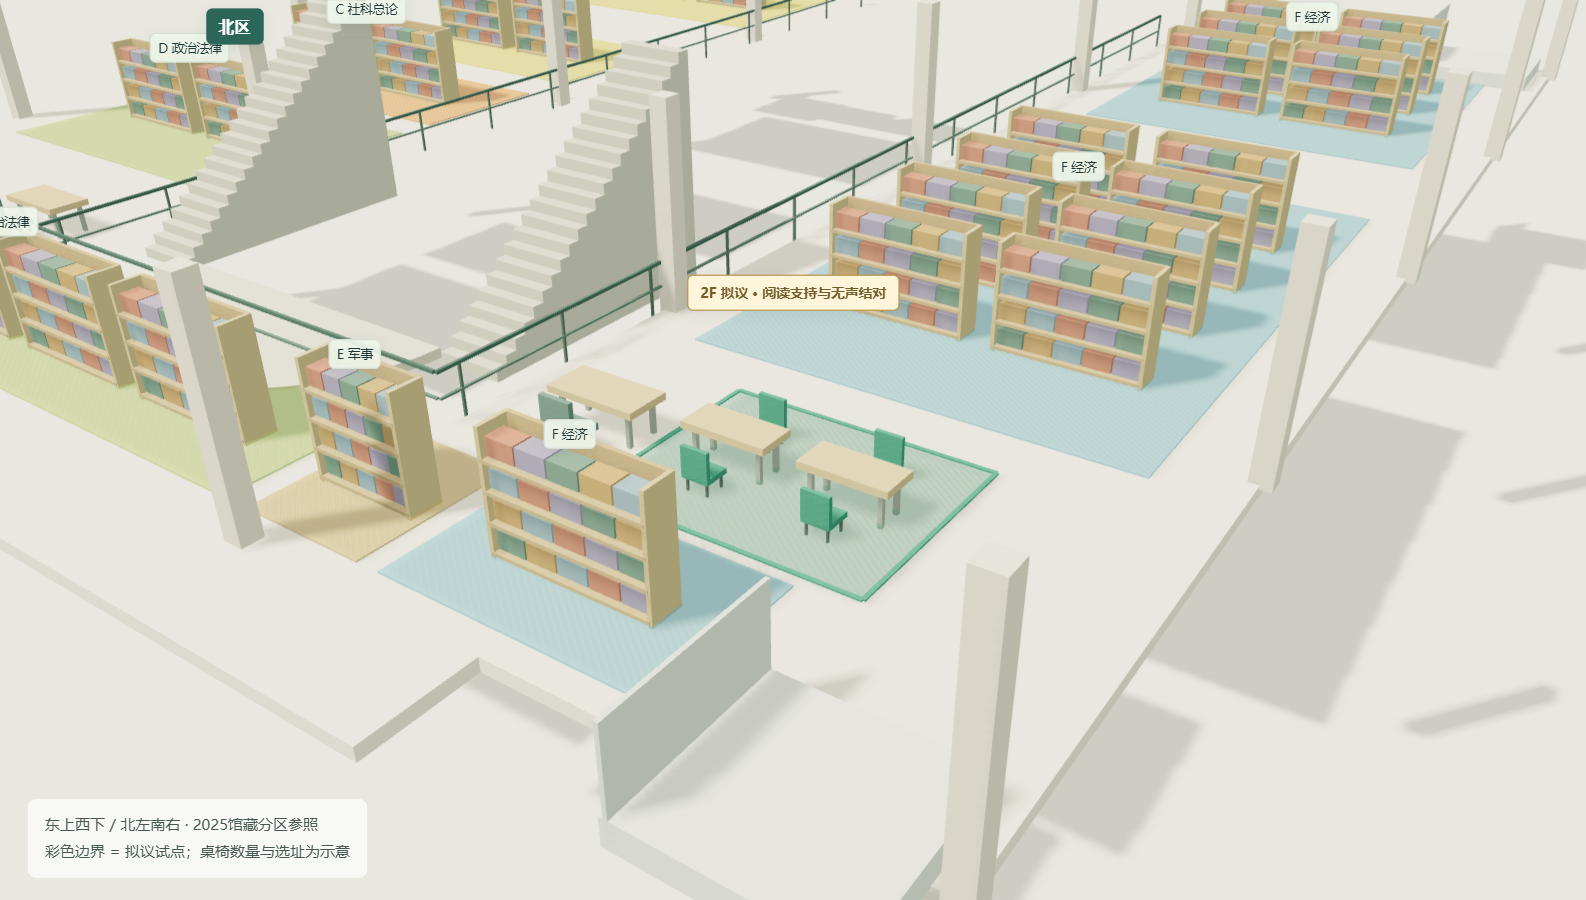 C 社科总论
F 经济
北区
D 政治法律
F 经济
治法律
2F 拟议 • 阅读支持与无声结对
E 军事
F 经济
东上西下 / 北左南右 · 2025馆藏分区参照
彩色边界 = 拟议试点；桌椅数量与选址为示意